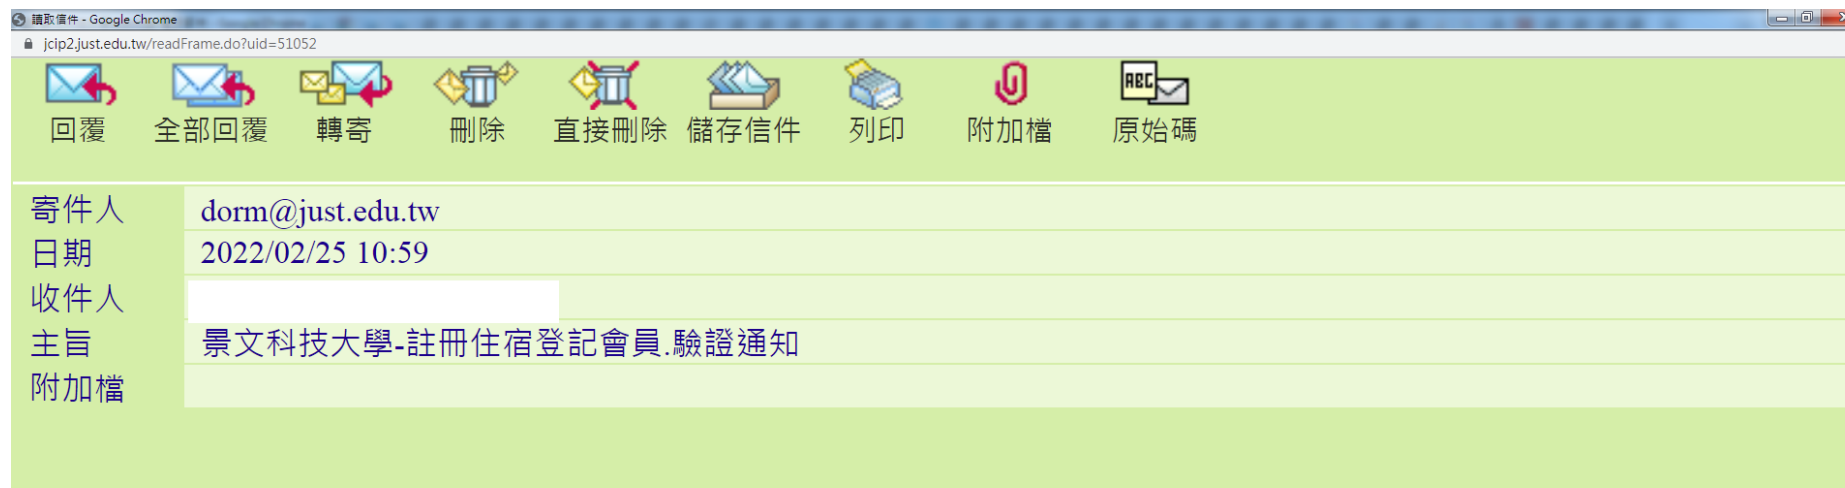 讀取信件 - Google Chrome
jcip2.just.edu.tw/readFrame.do?uid=51052
ABC
回覆 全部回覆 轉寄 刪除 直接刪除 儲存信件 列印 附加檔 原始碼
寄件人 dorm@just.edu.tw
日期 2022/02/25 10:59
收件人
主旨 景文科技大學-註冊住宿登記會員.驗證通知
附加檔